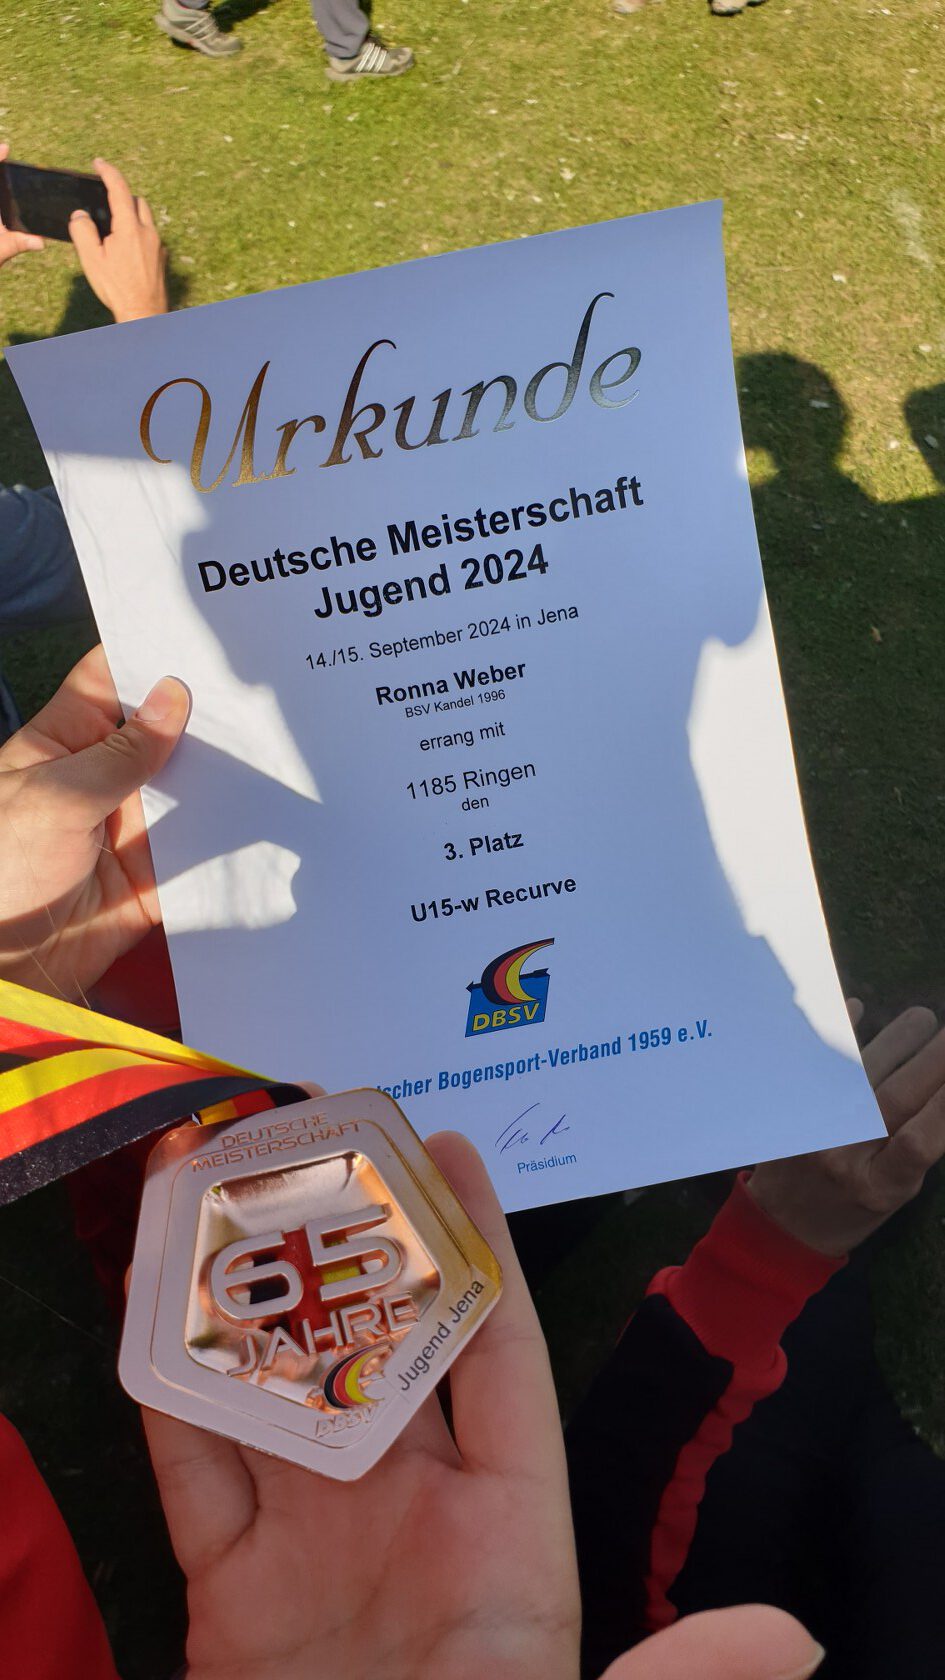 Urkunde
Deutsche Meisterschaft
Jugend 2024
14./15. September 2024 in Jena
Ronna Weber
BSV Kandel 1996
errang mit
1185 Ringen
den
3. Platz
U15-w Recurve
DBSV
scher Bogensport-Verband 1959 e.V.
Präsidium
DEUTSCHE
MEISTERSCHAFT
65
JAHRE
DBSV
Jugend Jena